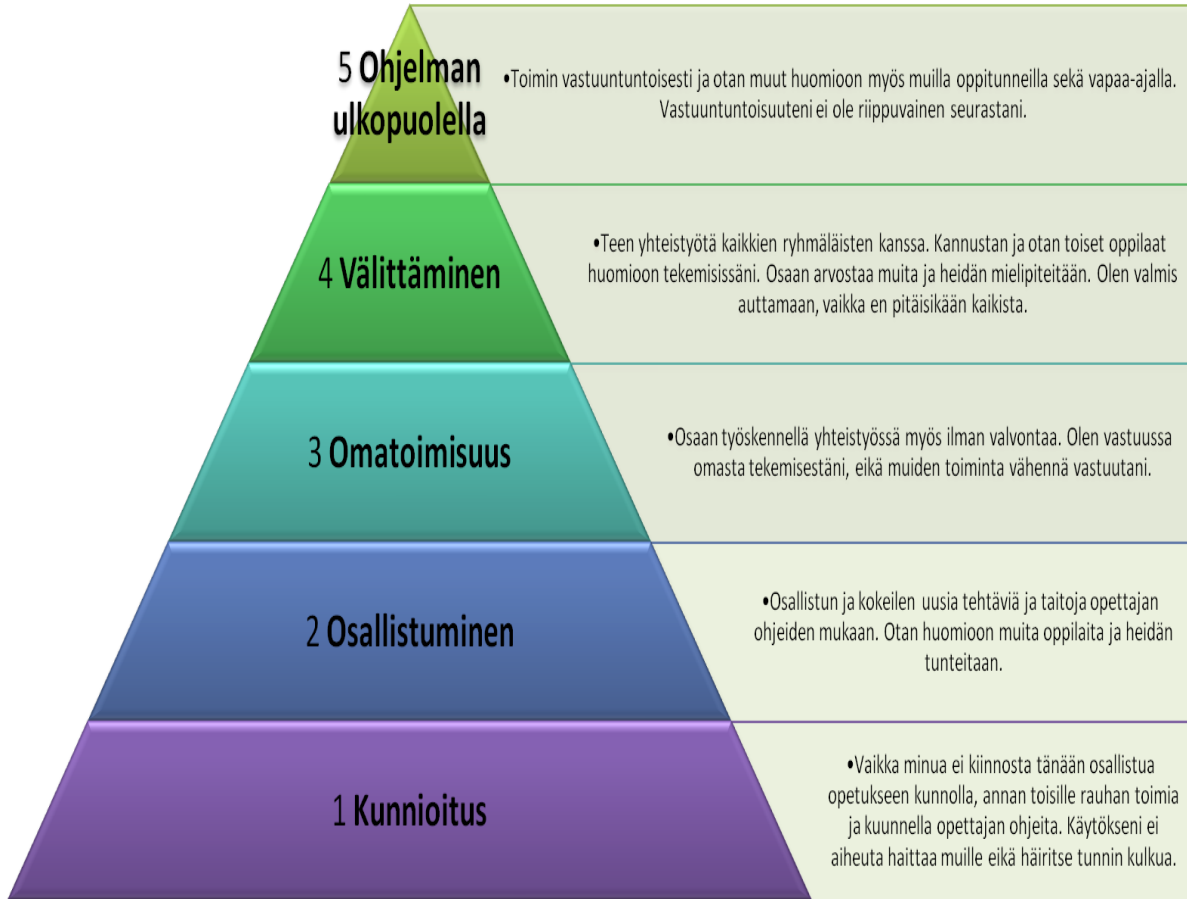 5 Ohjelman
ulkopuolella
•Toimin vastuuntuntoisesti ja otan muut huomioon myös muilla oppitunneilla sekä vapaa-ajalla.
Vastuuntuntoisuuteni ei ole riippuvainen seurastani.
4 Välittäminen
•Teen yhteistyötä kaikkien ryhmäläisten kanssa. Kannustan ja otan toiset oppilaat
huomioon tekemisissäni. Osaan arvostaa muita ja heidän mielipiteitään. Olen valmis
auttamaan, vaikka en pitäisikään kaikista.
3 Omatoimisuus
•Osaan työskennellä yhteistyössä myös ilman valvontaa. Olen vastuussa
omasta tekemisestäni, eikä muiden toiminta vähennä vastuutani.
2 Osallistuminen
•Osallistun ja kokeilen uusia tehtäviä ja taitoja opettajan
ohjeiden mukaan. Otan huomioon muita oppilaita ja heidän
tunteitaan.
1 Kunnioitus
•Vaikka minua ei kiinnosta tänään osallistua
opetukseen kunnolla, annan toisille rauhan toimia
ja kuunnella opettajan ohjeita. Käytökseni ei
aiheuta haittaa muille eikä häiritse tunnin kulkua.